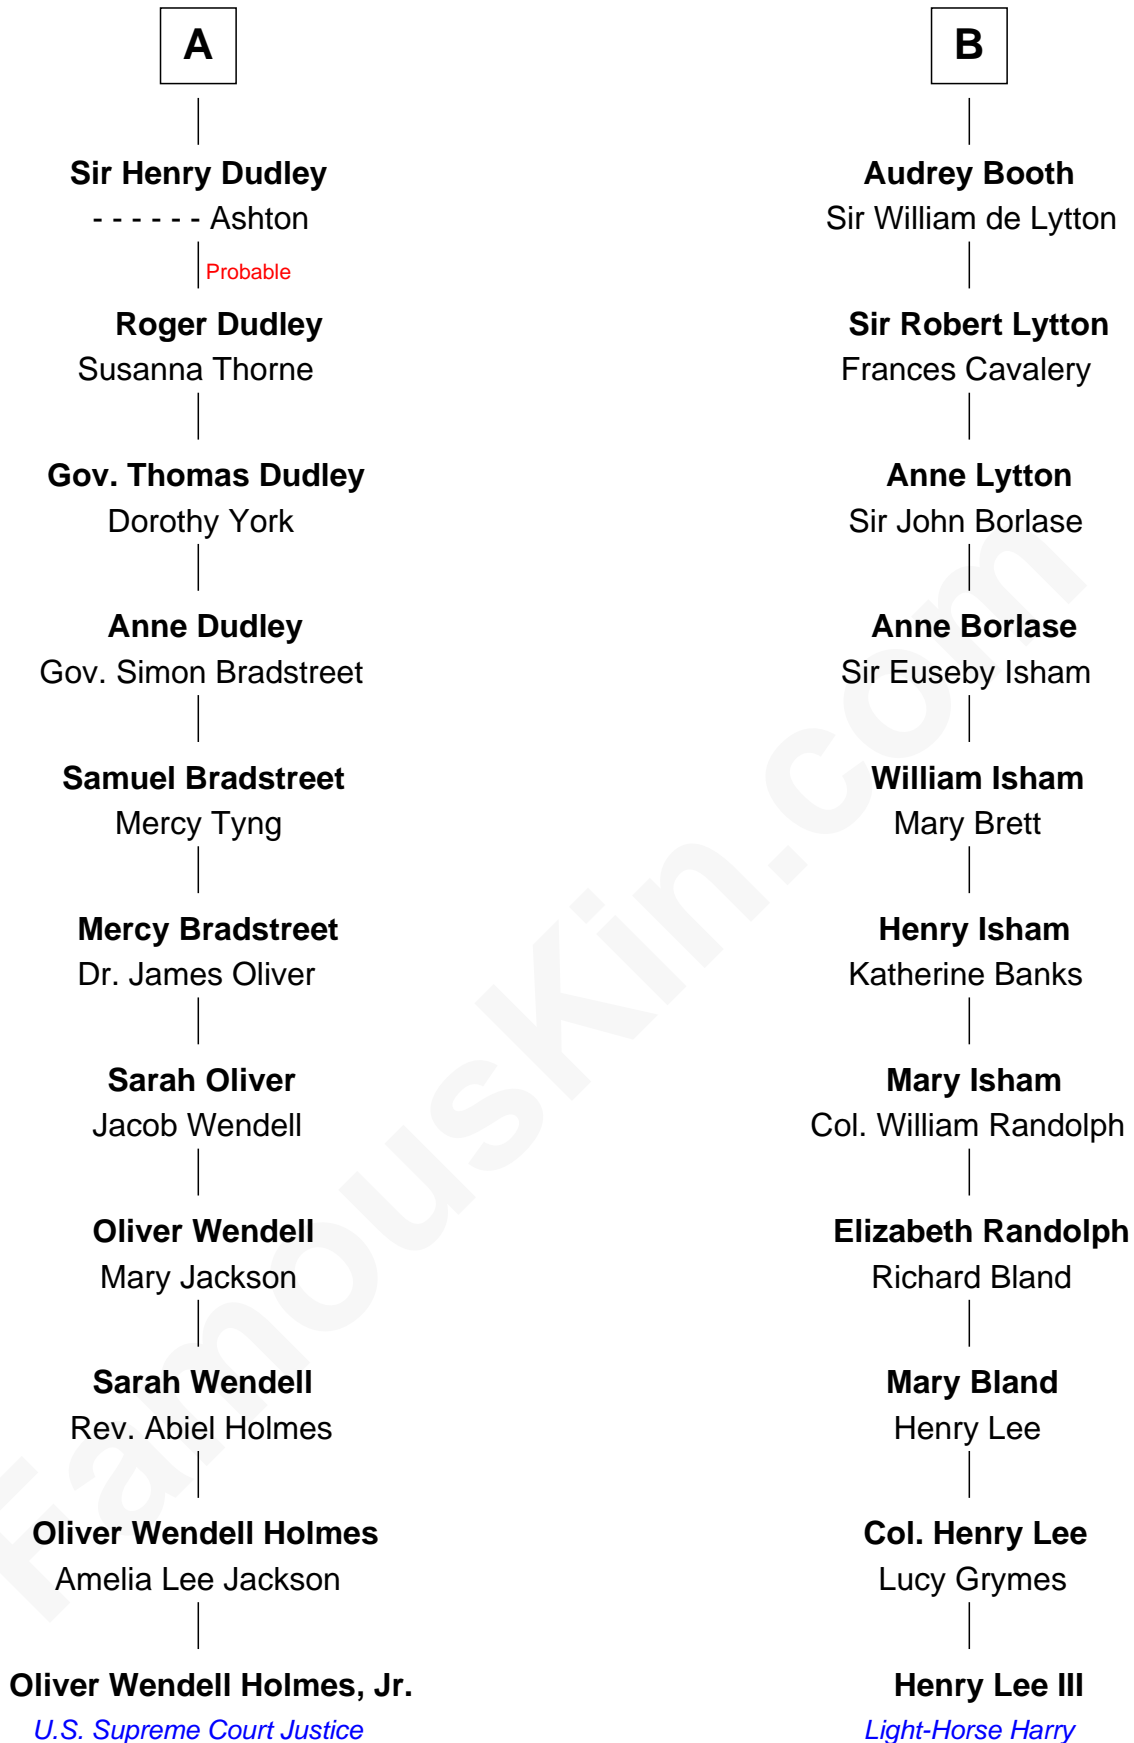 A
Sir Henry Dudley
- - - - - - Ashton
Probable
Roger Dudley
Susanna Thorne
Gov. Thomas Dudley
Dorothy York
Anne Dudley
Gov. Simon Bradstreet
Samuel Bradstreet
Mercy Tyng
Mercy Bradstreet
Dr. James Oliver
Sarah Oliver
Jacob Wendell
Oliver Wendell
Mary Jackson
Sarah Wendell
Rev. Abiel Holmes
Oliver Wendell Holmes
Amelia Lee Jackson
Oliver Wendell Holmes, Jr.
U.S. Supreme Court Justice
B
Audrey Booth
Sir William de Lytton
Sir Robert Lytton
Frances Cavalery
Anne Lytton
Sir John Borlase
Anne Borlase
Sir Euseby Isham
William Isham
Mary Brett
Henry Isham
Katherine Banks
Mary Isham
Col. William Randolph
Elizabeth Randolph
Richard Bland
Mary Bland
Henry Lee
Col. Henry Lee
Lucy Grymes
Henry Lee III
Light-Horse Harry
FamousKin.com